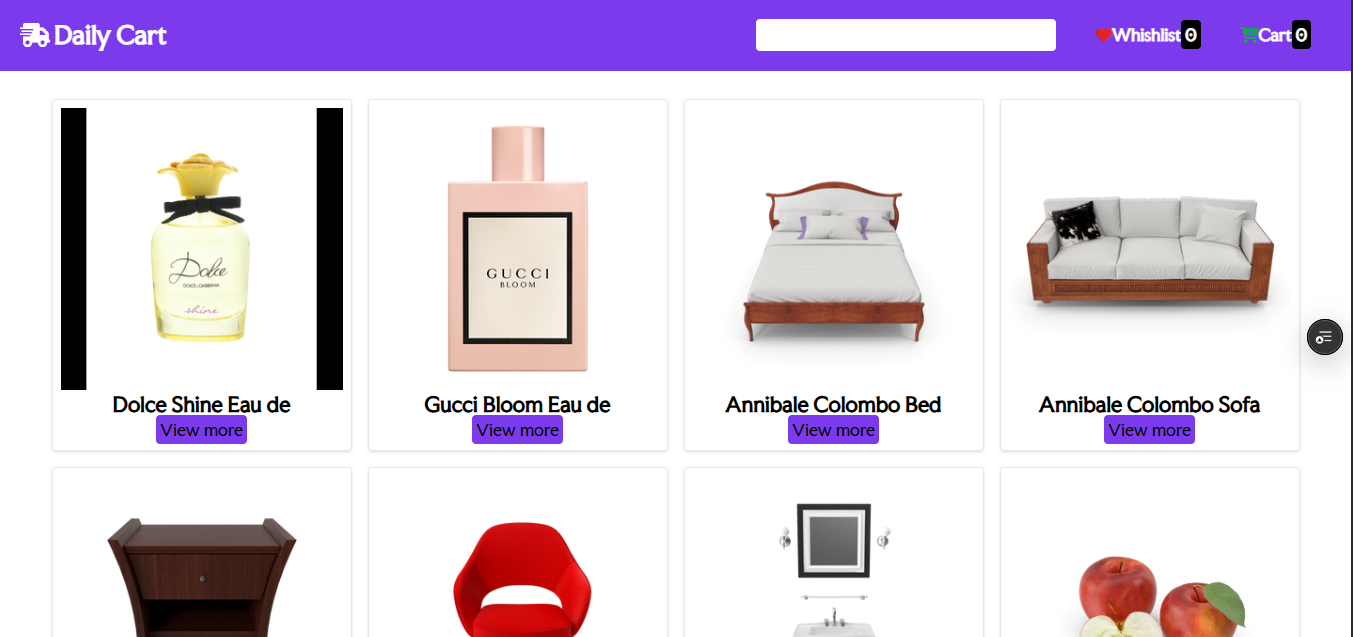 Daily Cart
Whishlist 0
Cart 0
Dolce
DOLCE & GABBANA
shine
GUCCI
BLOOM
Dolce Shine Eau de
View more
Gucci Bloom Eau de
View more
Annibale Colombo Bed
View more
Annibale Colombo Sofa
View more